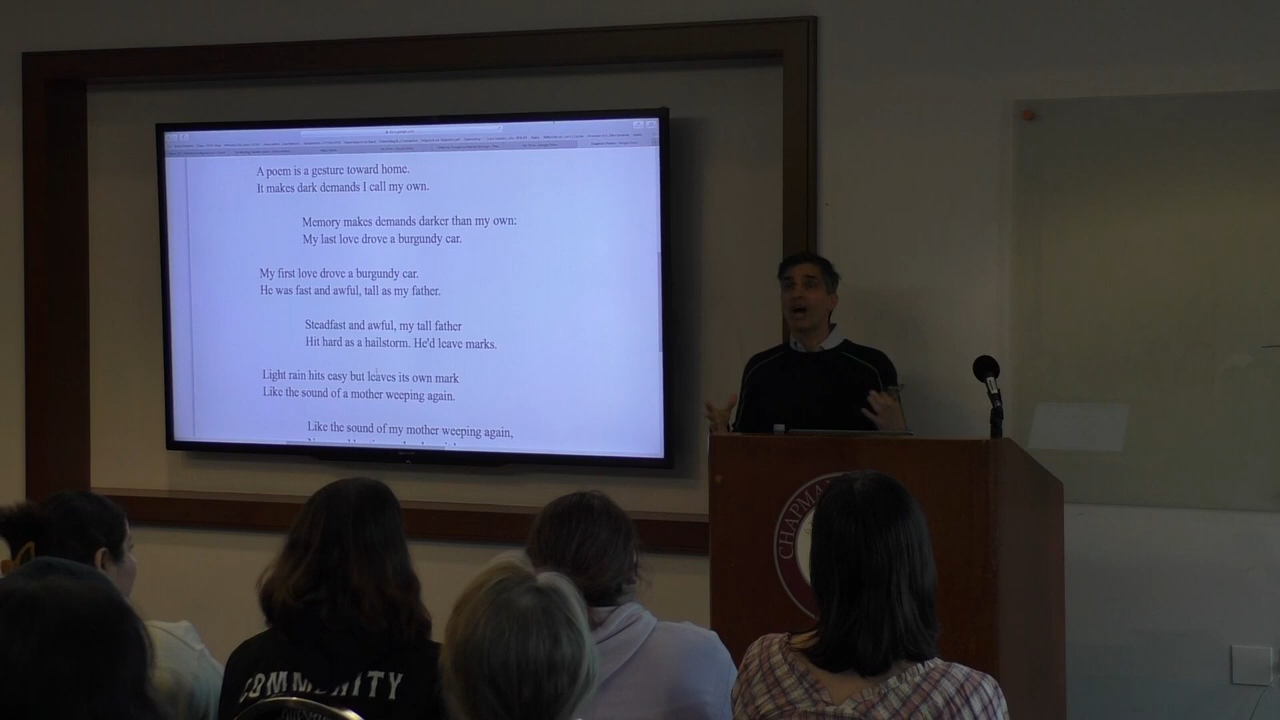 A poem is a gesture toward home.
It makes dark demands I call my own.
Memory makes demands darker than my own:
My last love drove a burgundy car.
My first love drove a burgundy car.
He was fast and awful, tall as my father.
Steadfast and awful, my tall father
Hit hard as a hailstorm. He'd leave marks.
Light rain hits easy but leaves its own mark
Like the sound of a mother weeping again.
Like the sound of my mother weeping again,
COMMUNITY